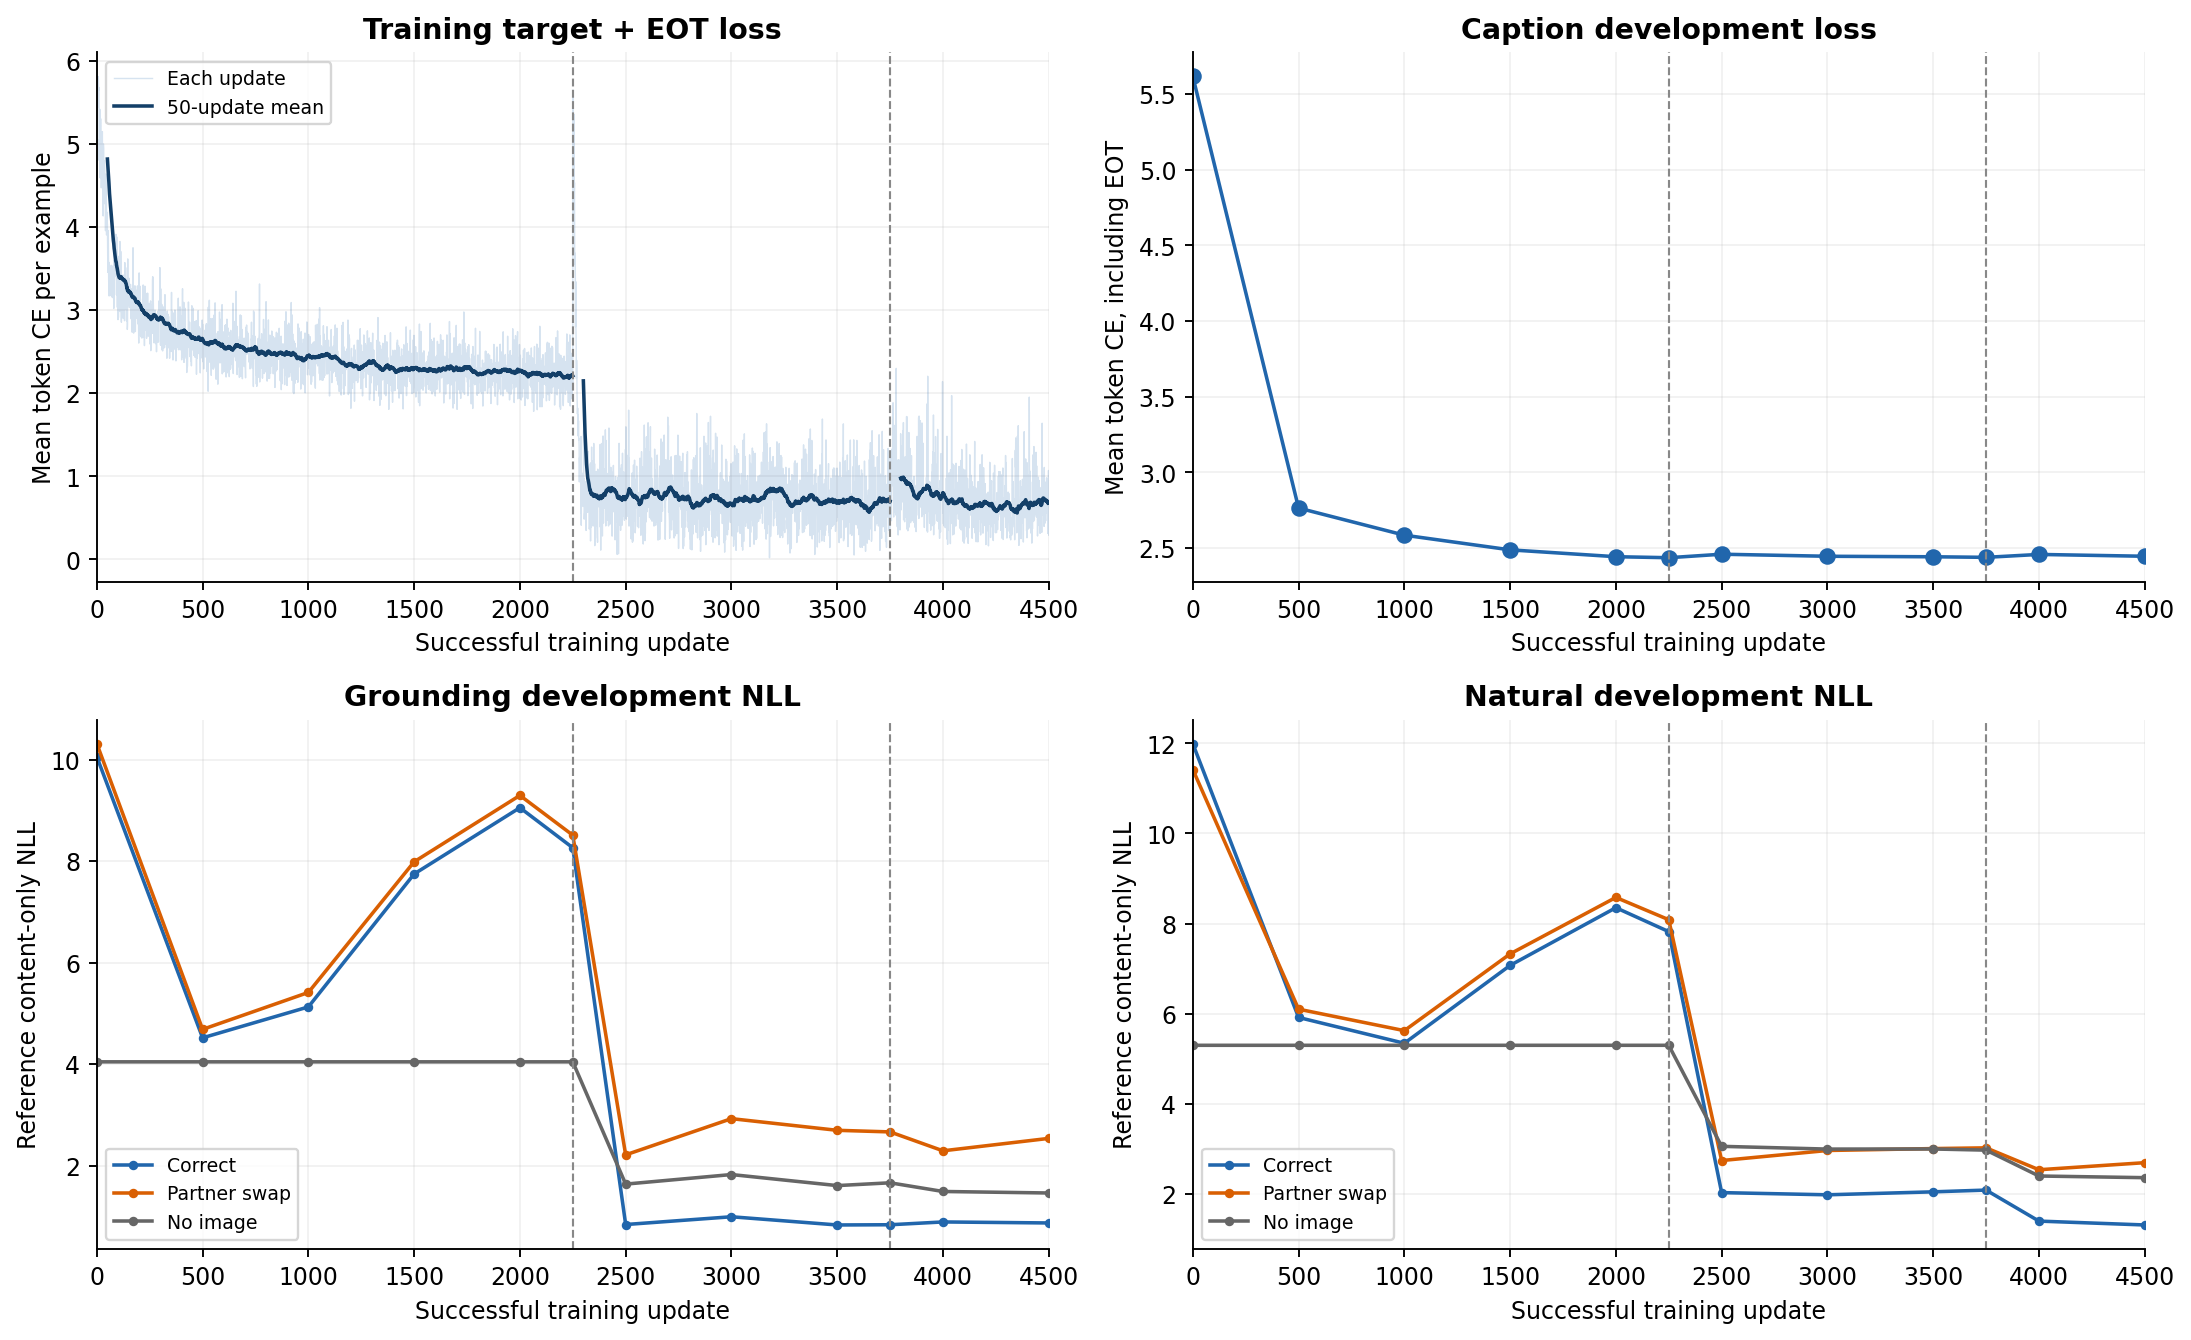 Training target + EOT loss
Mean token CE per example
6
5
4
3
2
1
0
Each update
50-update mean
0 500 1000 1500 2000 2500 3000 3500 4000 4500
Successful training update
Caption development loss
Mean token CE, including EOT
5.5
5.0
4.5
4.0
3.5
3.0
2.5
0 500 1000 1500 2000 2500 3000 3500 4000 4500
Successful training update
Grounding development NLL
Reference content-only NLL
10
8
6
4
2
Correct
Partner swap
No image
0 500 1000 1500 2000 2500 3000 3500 4000 4500
Successful training update
Natural development NLL
Reference content-only NLL
12
10
8
6
4
2
Correct
Partner swap
No image
0 500 1000 1500 2000 2500 3000 3500 4000 4500
Successful training update